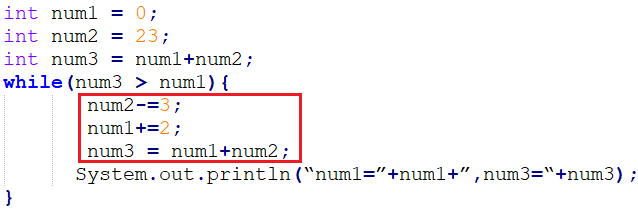 int num1 = 0;
int num2 = 23;
int num3 = num1+num2;
while(num3 > num1){
num2-=3;
num1+=2;
num3 = num1+num2;
System.out.println(“num1=”+num1+”,num3=“+num3);
}